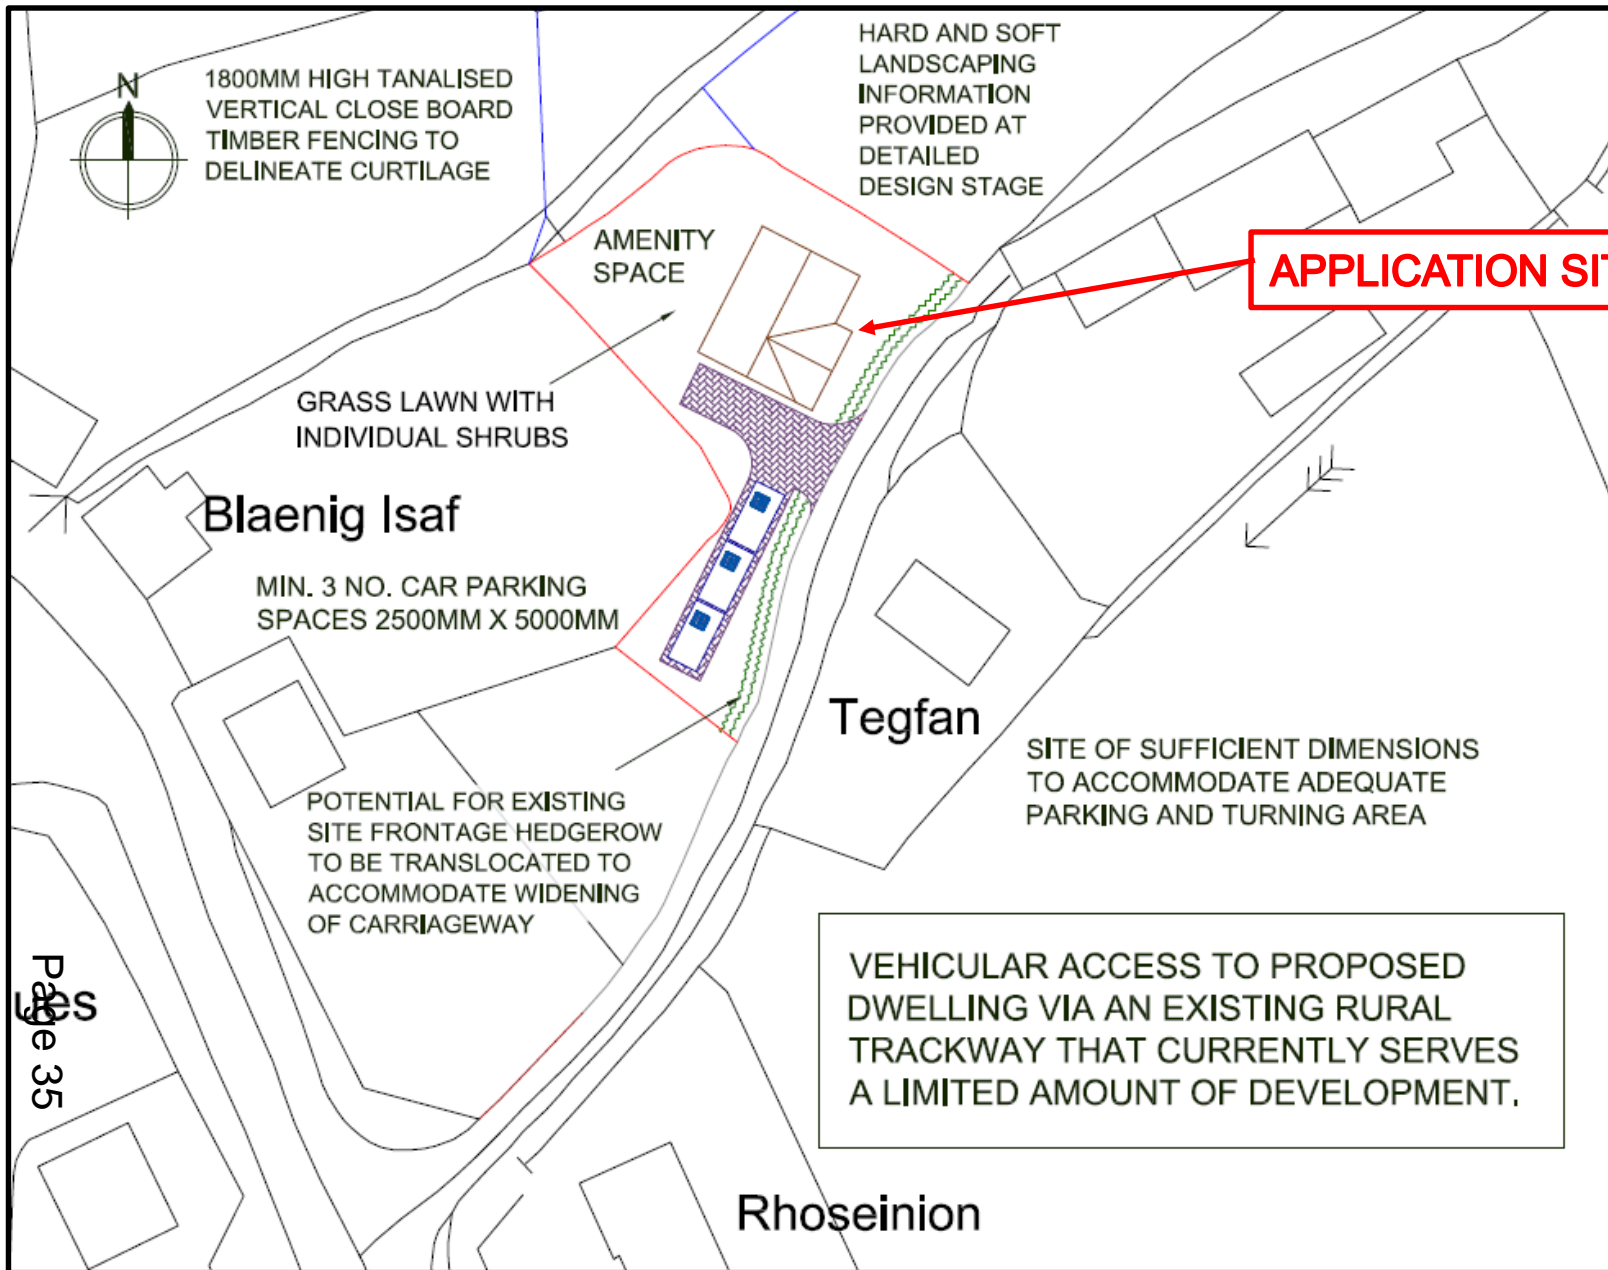 N
1800MM HIGH TANALISED
VERTICAL CLOSE BOARD
TIMBER FENCING TO
DELINEATE CURTILAGE
HARD AND SOFT
LANDSCAPING
INFORMATION
PROVIDED AT
DETAILED
DESIGN STAGE
AMENITY
SPACE
APPLICATION SIT
GRASS LAWN WITH
INDIVIDUAL SHRUBS
Blaenig Isaf
MIN. 3 NO. CAR PARKING
SPACES 2500MM X 5000MM
Tegfan
SITE OF SUFFICIENT DIMENSIONS
TO ACCOMMODATE ADEQUATE
PARKING AND TURNING AREA
POTENTIAL FOR EXISTING
SITE FRONTAGE HEDGEROW
TO BE TRANSLOCATED TO
ACCOMMODATE WIDENING
OF CARRIAGEWAY
VEHICULAR ACCESS TO PROPOSED
DWELLING VIA AN EXISTING RURAL
TRACKWAY THAT CURRENTLY SERVES
A LIMITED AMOUNT OF DEVELOPMENT.
Page 35
Rhoseinion